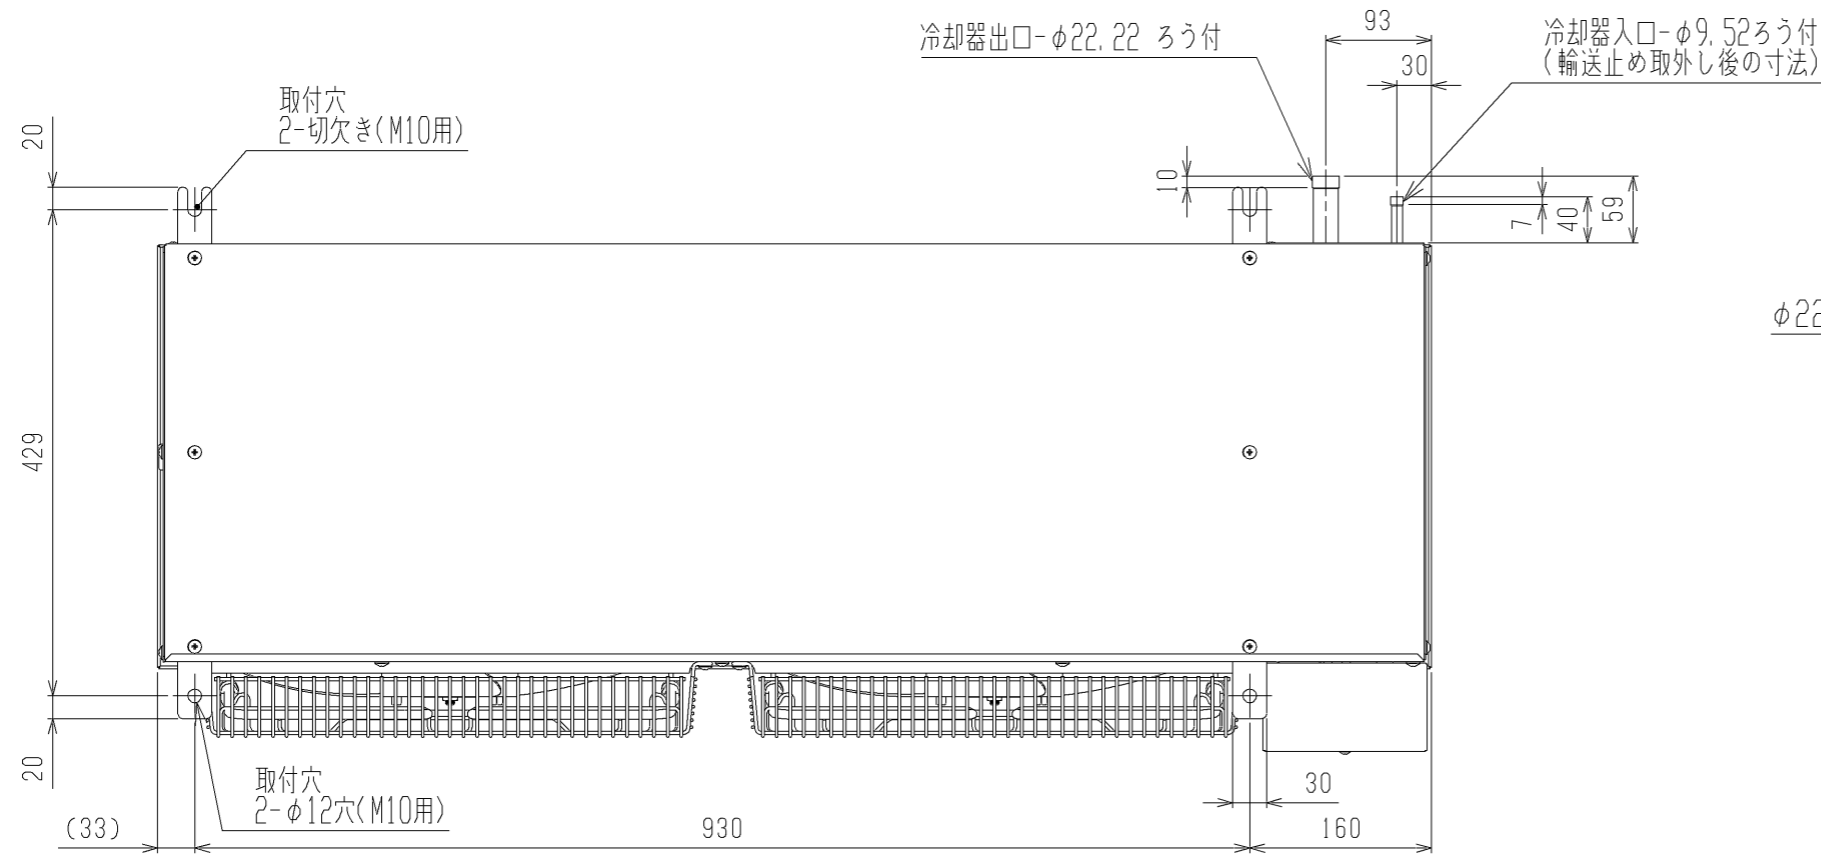 冷却器出口-φ22.22 ろう付
93
冷却器入口-φ9.52ろう付
(輸送止め取外し後の寸法)
30
取付穴
2-切欠き(M10用)
20
10
7
40
59
φ22
429
20
取付穴
2-φ12穴(M10用)
30
(33)
930
160